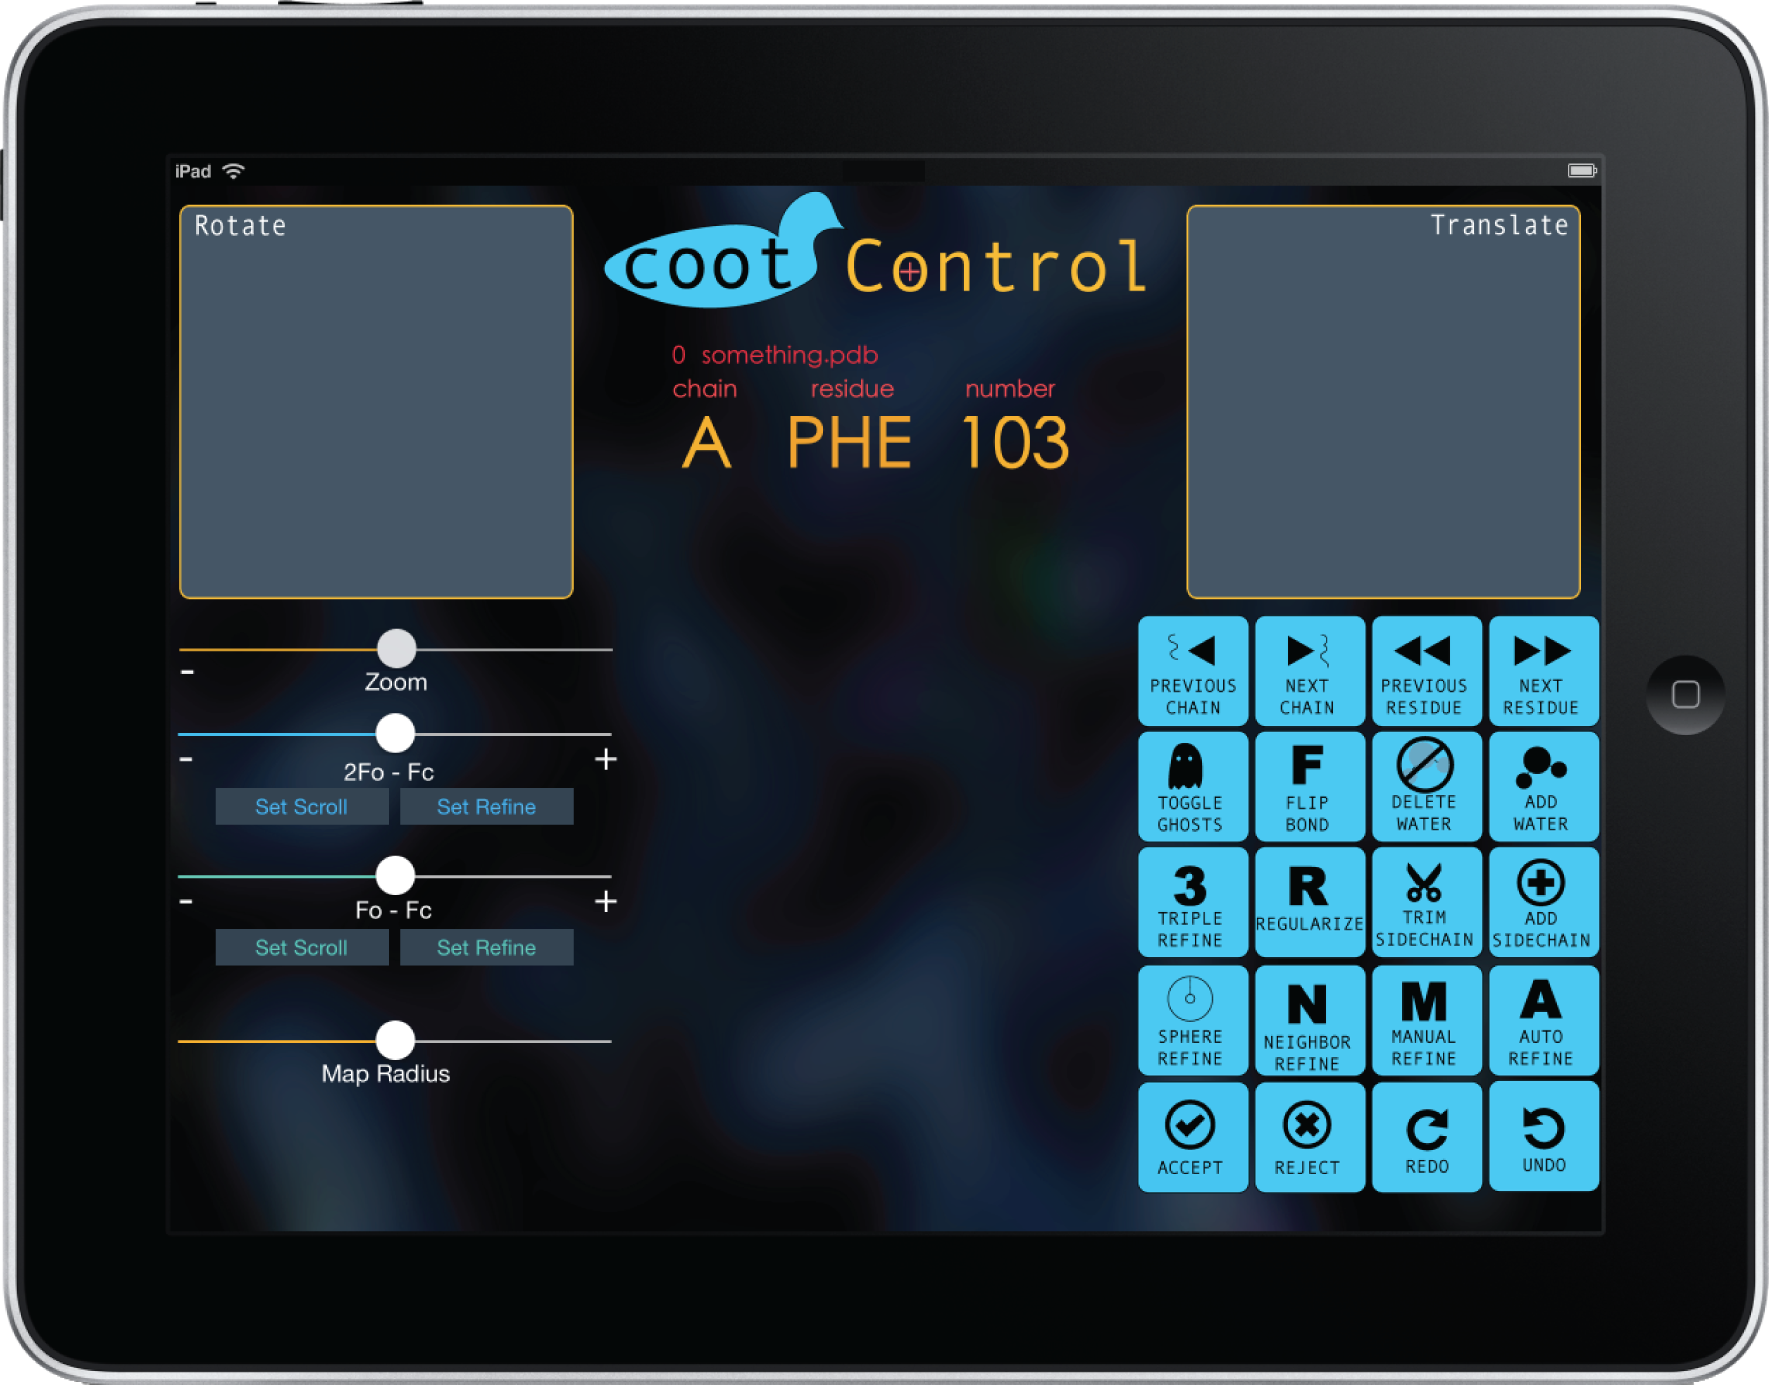 iPad
Rotate
coot Control
Translate
0 something.pdb
chain residue number
A PHE 103
-
Zoom
- +
2Fo - Fc
Set Scroll Set Refine
- +
Fo - Fc
Set Scroll Set Refine
Map Radius
PREVIOUS CHAIN
NEXT CHAIN
PREVIOUS RESIDUE
NEXT RESIDUE
TOGGLE GHOSTS
F
FLIP BOND
DELETE WATER
ADD WATER
3
TRIPLE REFINE
R
REGULARIZE
TRIM SIDECHAIN
ADD SIDECHAIN
SPHERE REFINE
N
NEIGHBOR REFINE
M
MANUAL REFINE
A
AUTO REFINE
ACCEPT
REJECT
REDO
UNDO